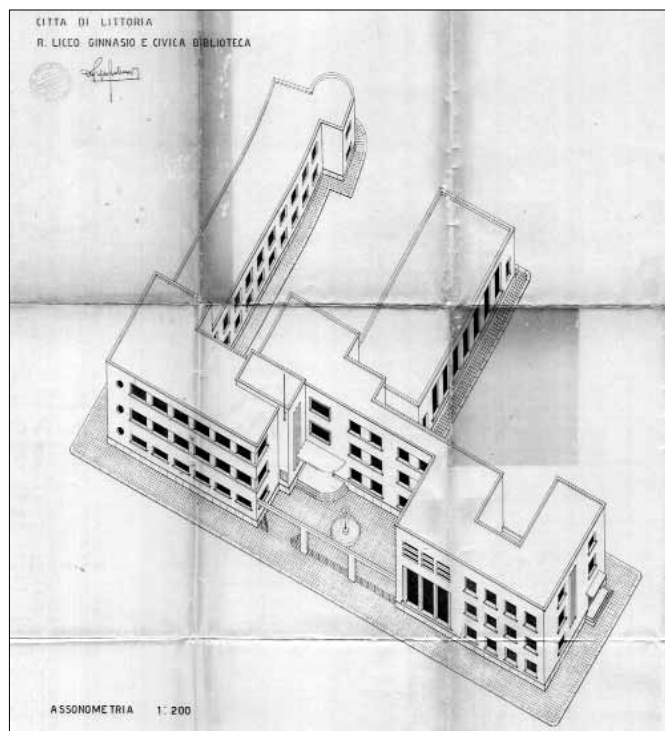 CITTA DI LITTORIA
R. LICEO GINNASIO E CIVICA BIBLIOTECA
ASSONOMETRIA 1:200